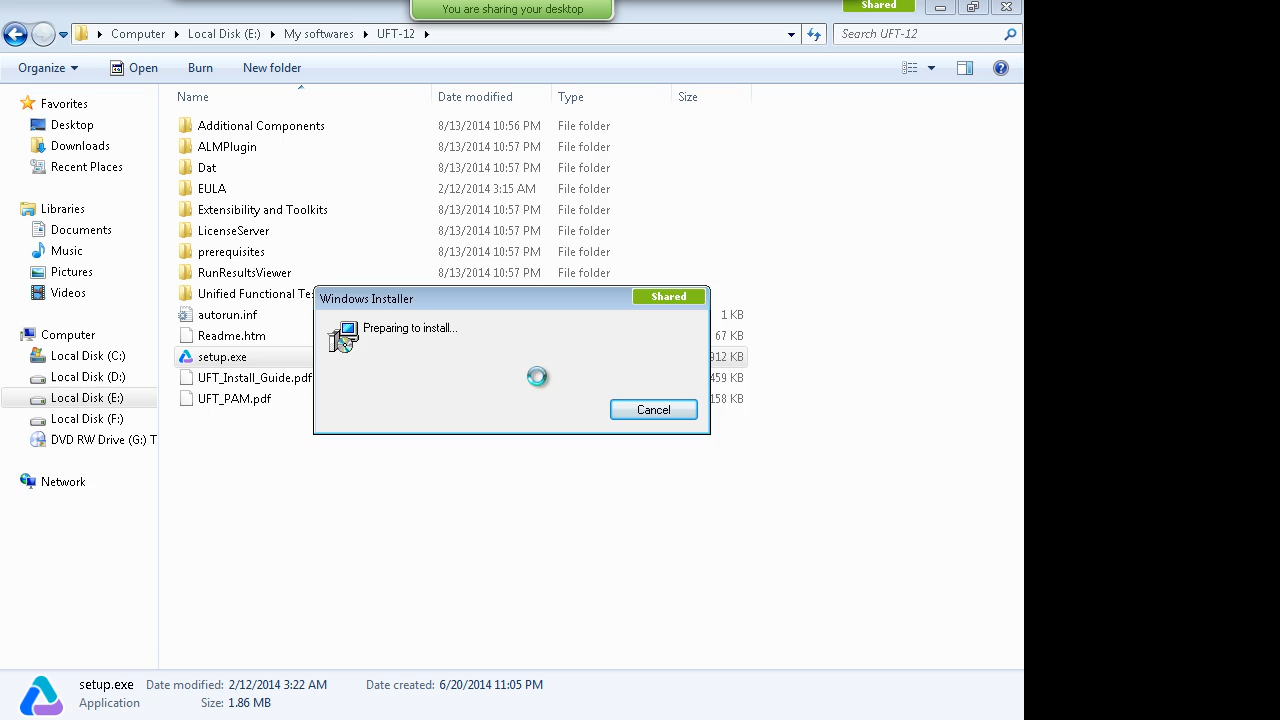 You are sharing your desktop
Shared
Computer Local Disk (E:) My softwares UFT-12
Search UFT-12
Organize Open Burn New folder
Name Date modified Type Size
Favorites
Desktop
Downloads
Recent Places
Libraries
Documents
Music
Pictures
Videos
Computer
Local Disk (C:)
Local Disk (D:)
Local Disk (E:)
Local Disk (F:)
DVD RW Drive (G:) T
Network
Additional Components 8/13/2014 10:56 PM File folder
ALMPlugin 8/13/2014 10:57 PM File folder
Dat 8/13/2014 10:57 PM File folder
EULA 2/12/2014 3:15 AM File folder
Extensibility and Toolkits 8/13/2014 10:57 PM File folder
LicenseServer 8/13/2014 10:57 PM File folder
prerequisites 8/13/2014 10:57 PM File folder
RunResultsViewer 8/13/2014 10:57 PM File folder
Unified Functional Te
autorun.inf 1 KB
Readme.htm 67 KB
setup.exe 912 KB
UFT_Install_Guide.pdf 459 KB
UFT_PAM.pdf 158 KB
Windows Installer
Shared
Preparing to install...
Cancel
setup.exe Date modified: 2/12/2014 3:22 AM Date created: 6/20/2014 11:05 PM
Application Size: 1.86 MB